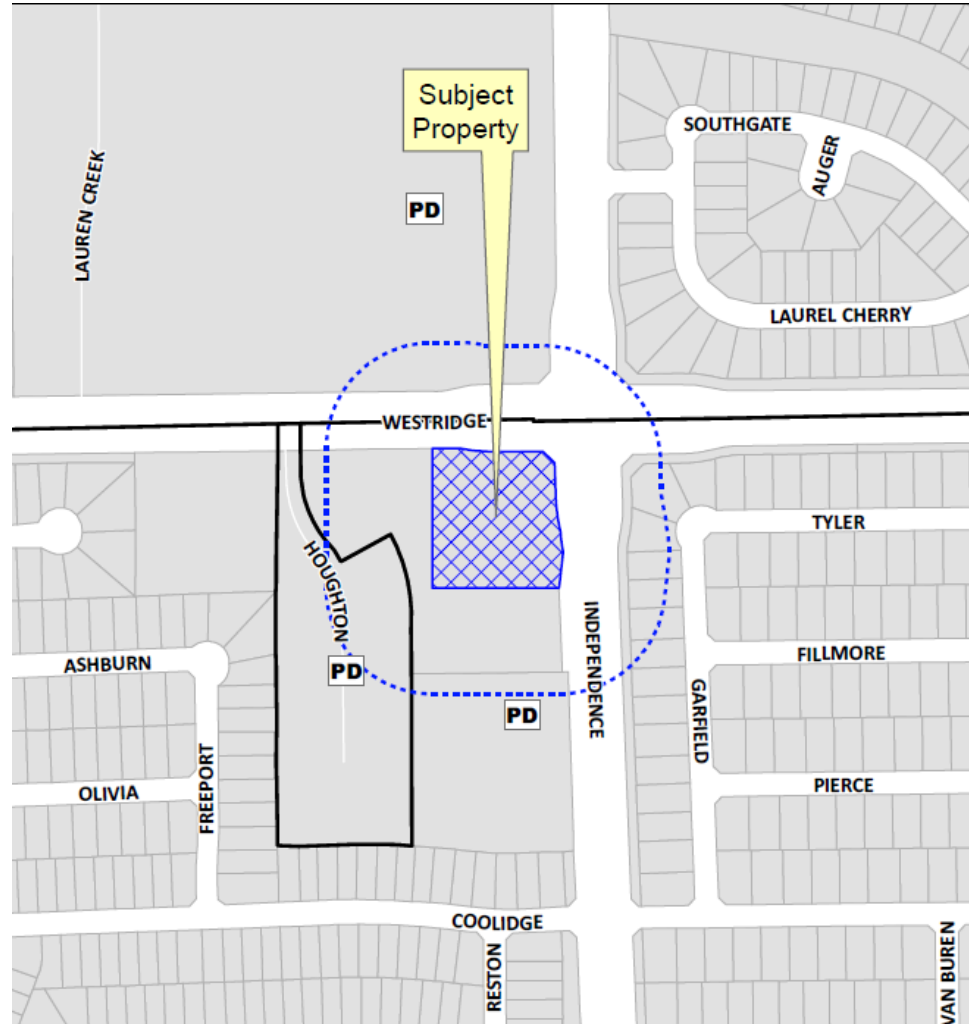 Subject
Property
SOUTHGATE
AUGER
LAUREN CREEK
PD
LAUREL CHERRY
WESTRIDGE
TYLER
HOUGHTON
INDEPENDENCE
ASHBURN
FILLMORE
PD
GARFIELD
PD
FREEPORT
OLIVIA
PIERCE
COOLIDGE
RESTON
VAN BUREN